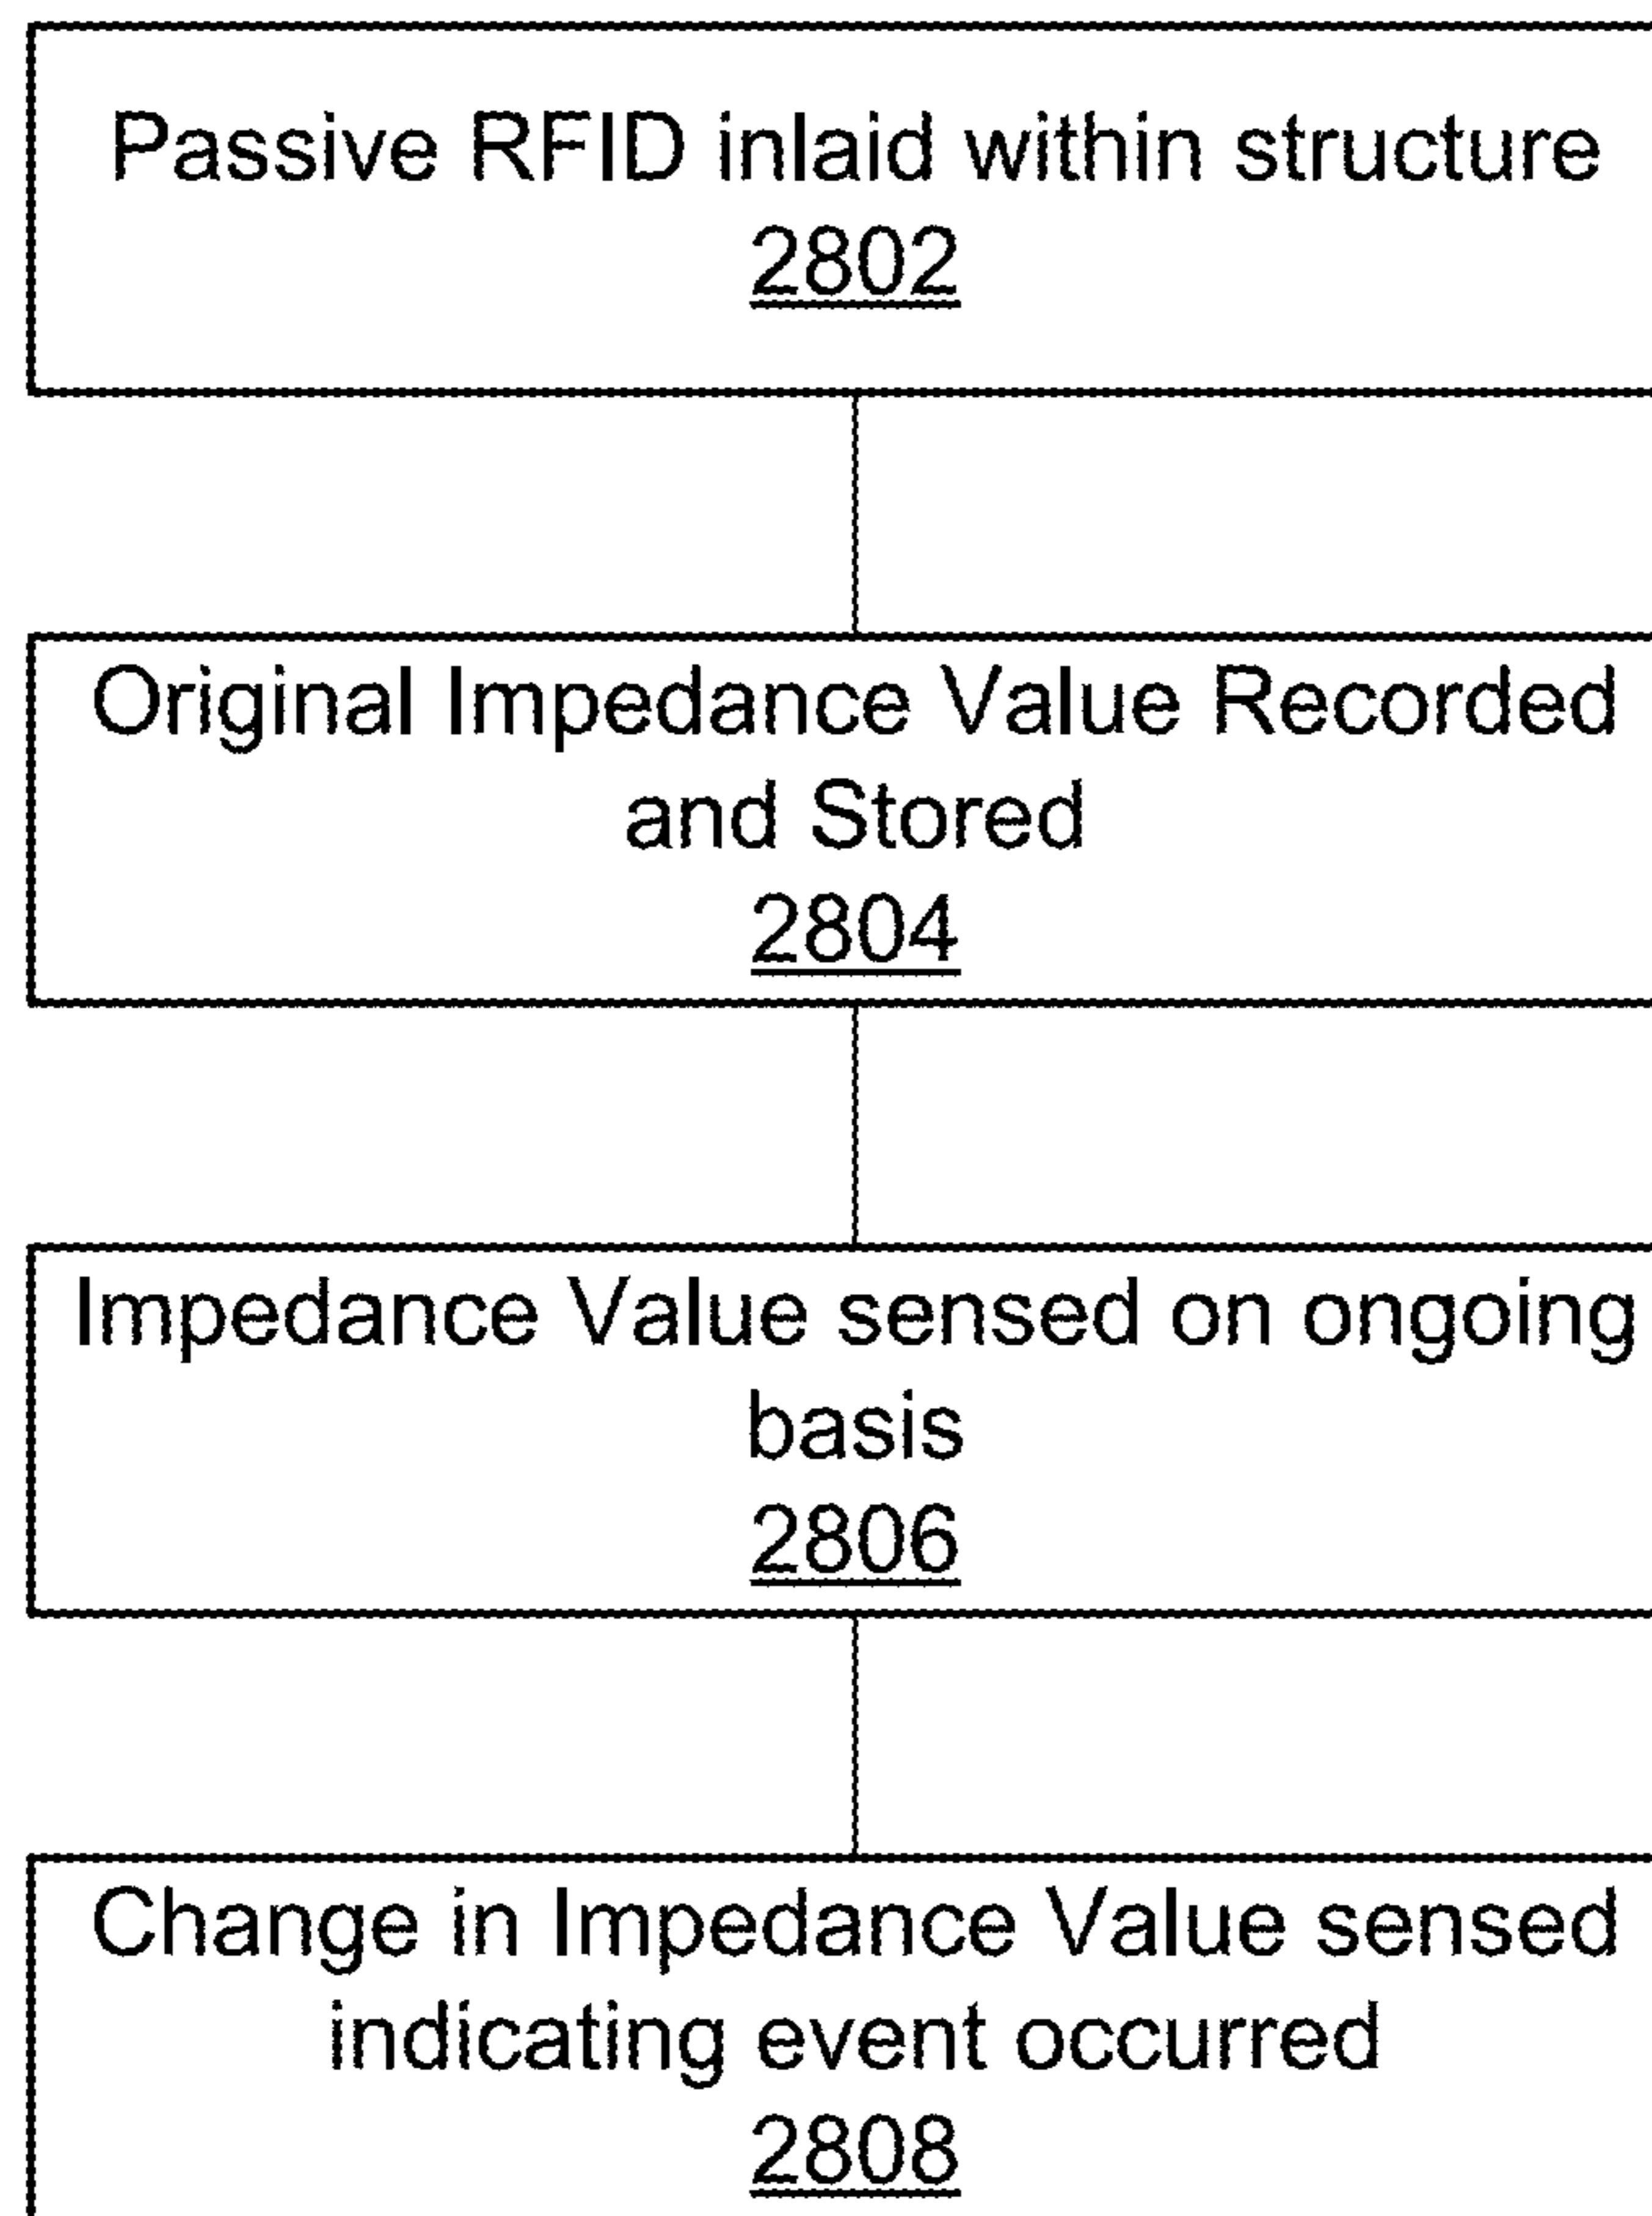 Passive RFID inlaid within structure
2802
Original Impedance Value Recorded
and Stored
2804
Impedance Value sensed on ongoing
basis
2806
Change in Impedance Value sensed
indicating event occurred
2808